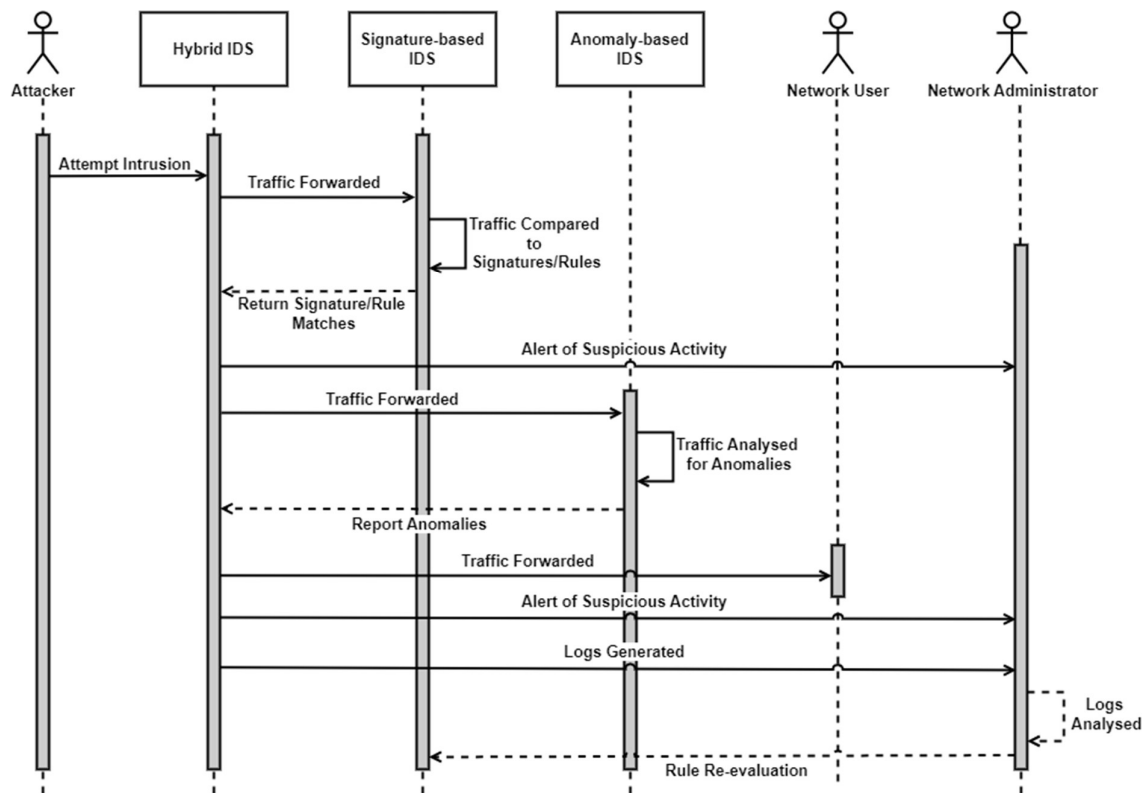 Attacker
Hybrid IDS
Signature-based
IDS
Anomaly-based
IDS
Network User
Network Administrator
Attempt Intrusion
Traffic Forwarded
Traffic Compared
to
Signatures/Rules
Return Signature/Rule
Matches
Alert of Suspicious Activity
Traffic Forwarded
Traffic Analysed
for Anomalies
Report Anomalies
Traffic Forwarded
Alert of Suspicious Activity
Logs Generated
Logs
Analysed
Rule Re-evaluation